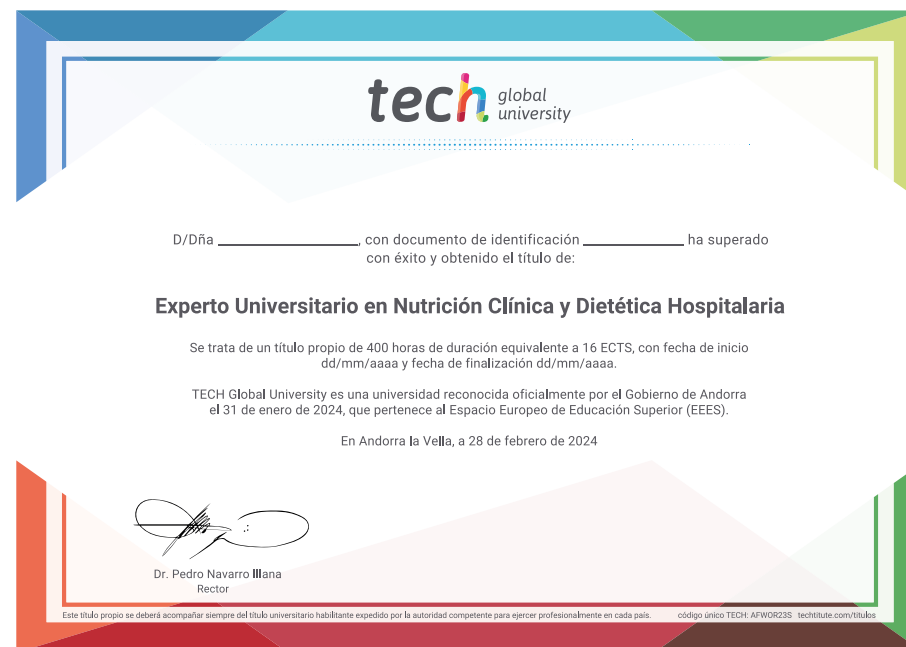 tech global university
D/Dña ____________________, con documento de identificación ______________ ha superado
con éxito y obtenido el título de:
Experto Universitario en Nutrición Clínica y Dietética Hospitalaria
Se trata de un título propio de 400 horas de duración equivalente a 16 ECTS, con fecha de inicio
dd/mm/aaaa y fecha de finalización dd/mm/aaaa.
TECH Global University es una universidad reconocida oficialmente por el Gobierno de Andorra
el 31 de enero de 2024, que pertenece al Espacio Europeo de Educación Superior (EEES).
En Andorra la Vella, a 28 de febrero de 2024
Dr. Pedro Navarro Illana
Rector
Este título propio se deberá acompañar siempre del título universitario habilitante expedido por la autoridad competente para ejercer profesionalmente en cada país. código único TECH: AFWOR23S techtitute.com/titulos